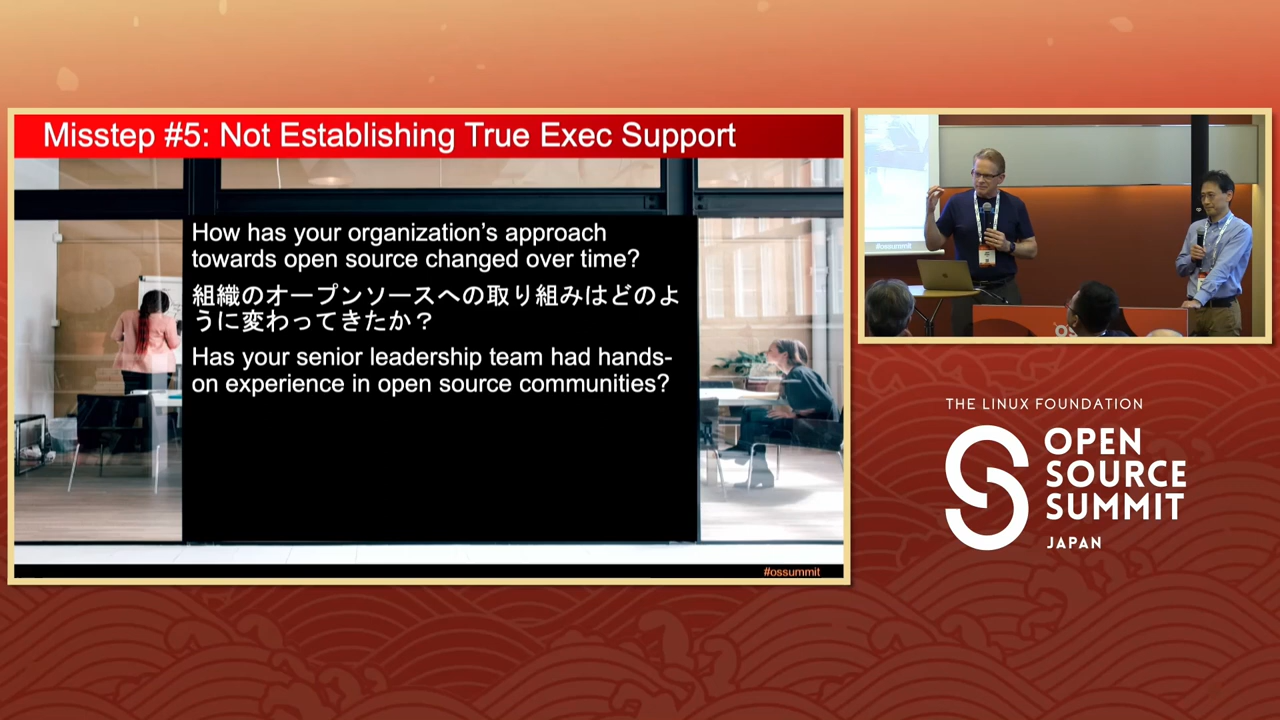 Misstep #5: Not Establishing True Exec Support
How has your organization's approach
towards open source changed over time?
組織のオープンソースへの取り組みはどのよ
うに変わってきたか？
Has your senior leadership team had hands-
on experience in open source communities?
#ossummit
#ossummit
THE LINUX FOUNDATION
OPEN
SOURCE
SUMMIT
JAPAN